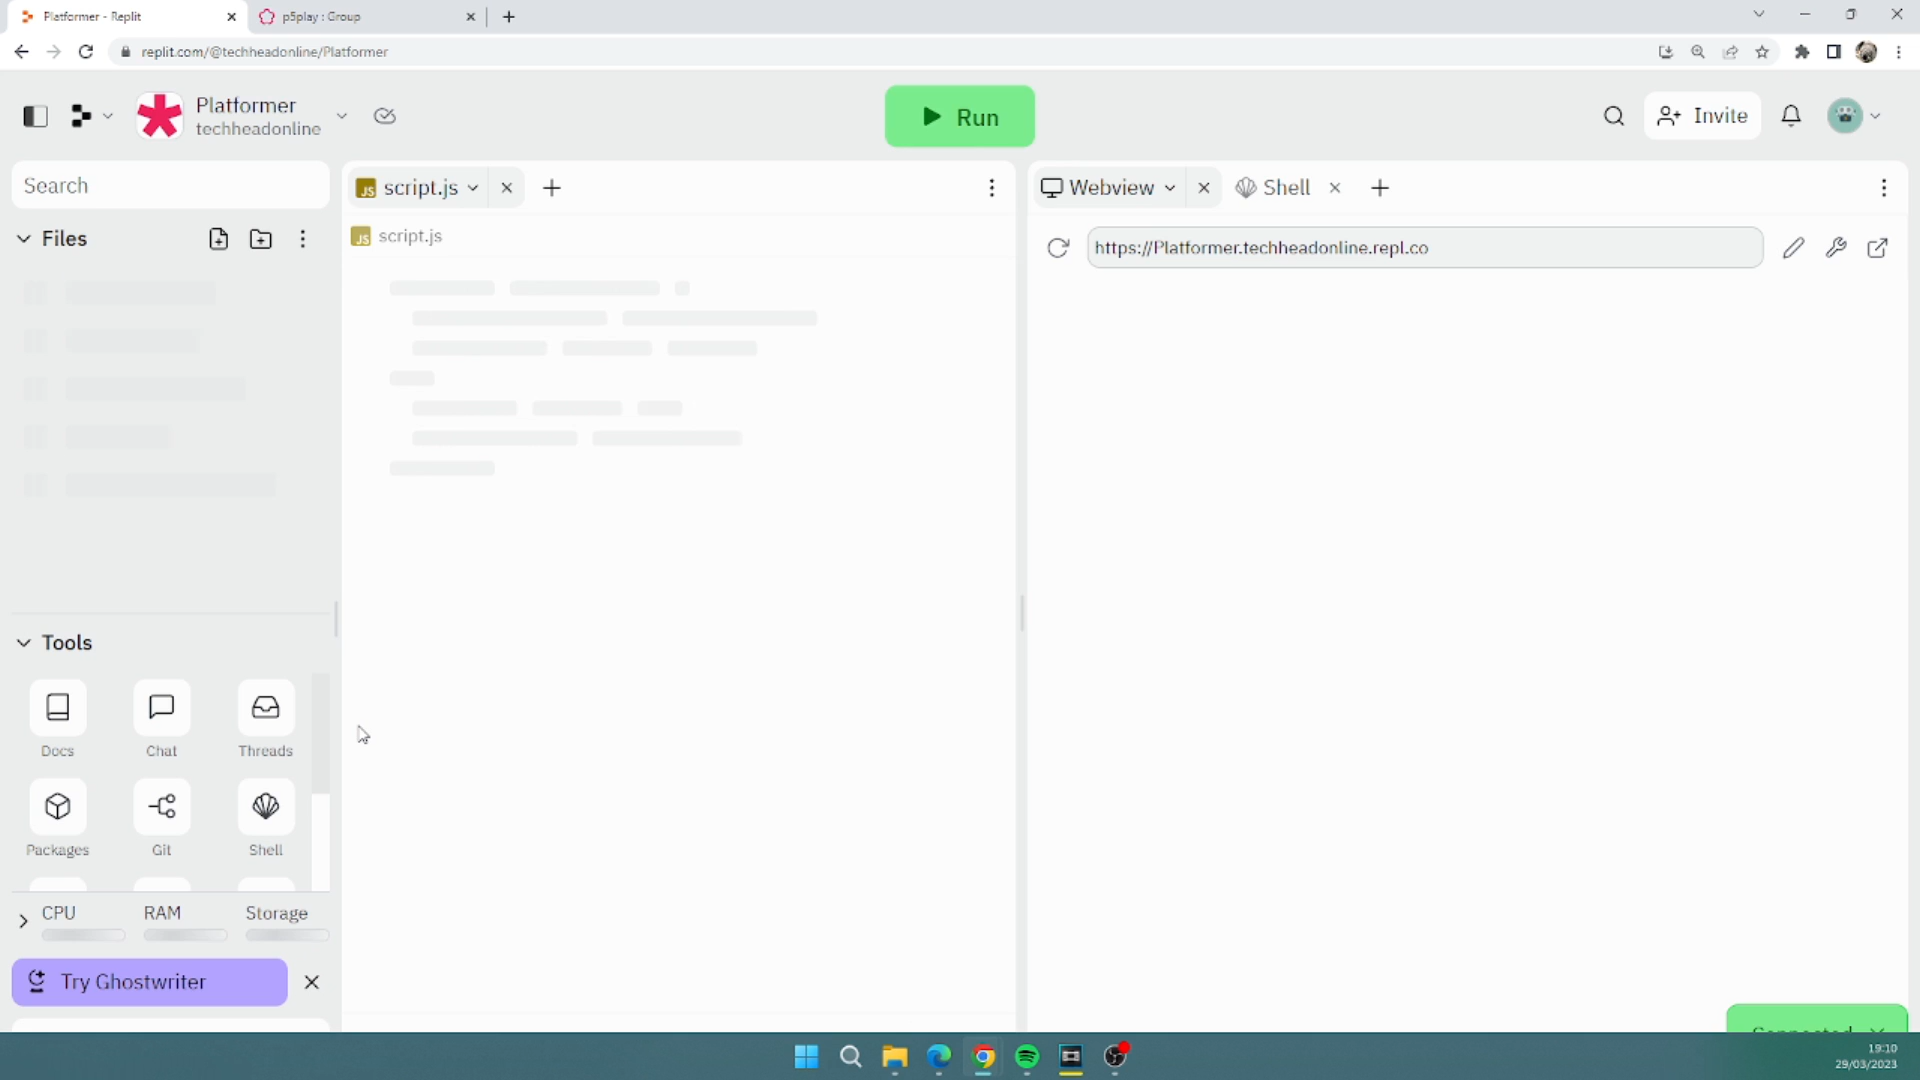 Platformer - Replit
p5play : Group
replit.com/@techheadonline/Platformer
Platformer
techheadonline
Run
Invite
Search
script.js
Webview
Shell
Files
script.js
https://Platformer.techheadonline.repl.co
Tools
Docs
Chat
Threads
Packages
Git
Shell
CPU
RAM
Storage
Try Ghostwriter
Connected
19:10
29/03/2023